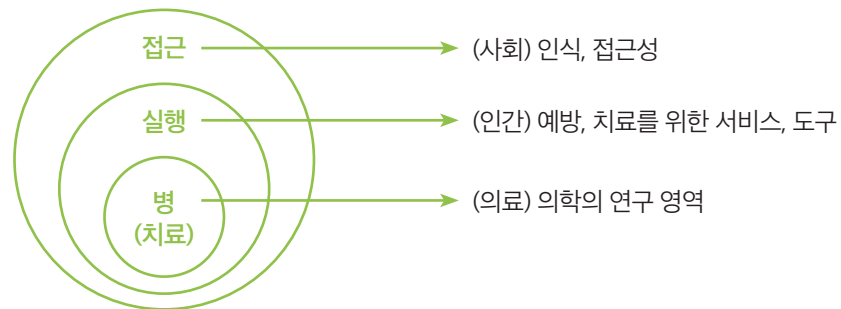 접근
(사회) 인식, 접근성
실행
(인간) 예방, 치료를 위한 서비스, 도구
병
(치료)
(의료) 의학의 연구 영역